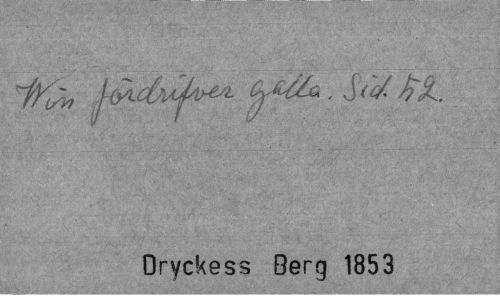 Win fördrifver galla. Sid. 52.
Dryckess Berg 1853